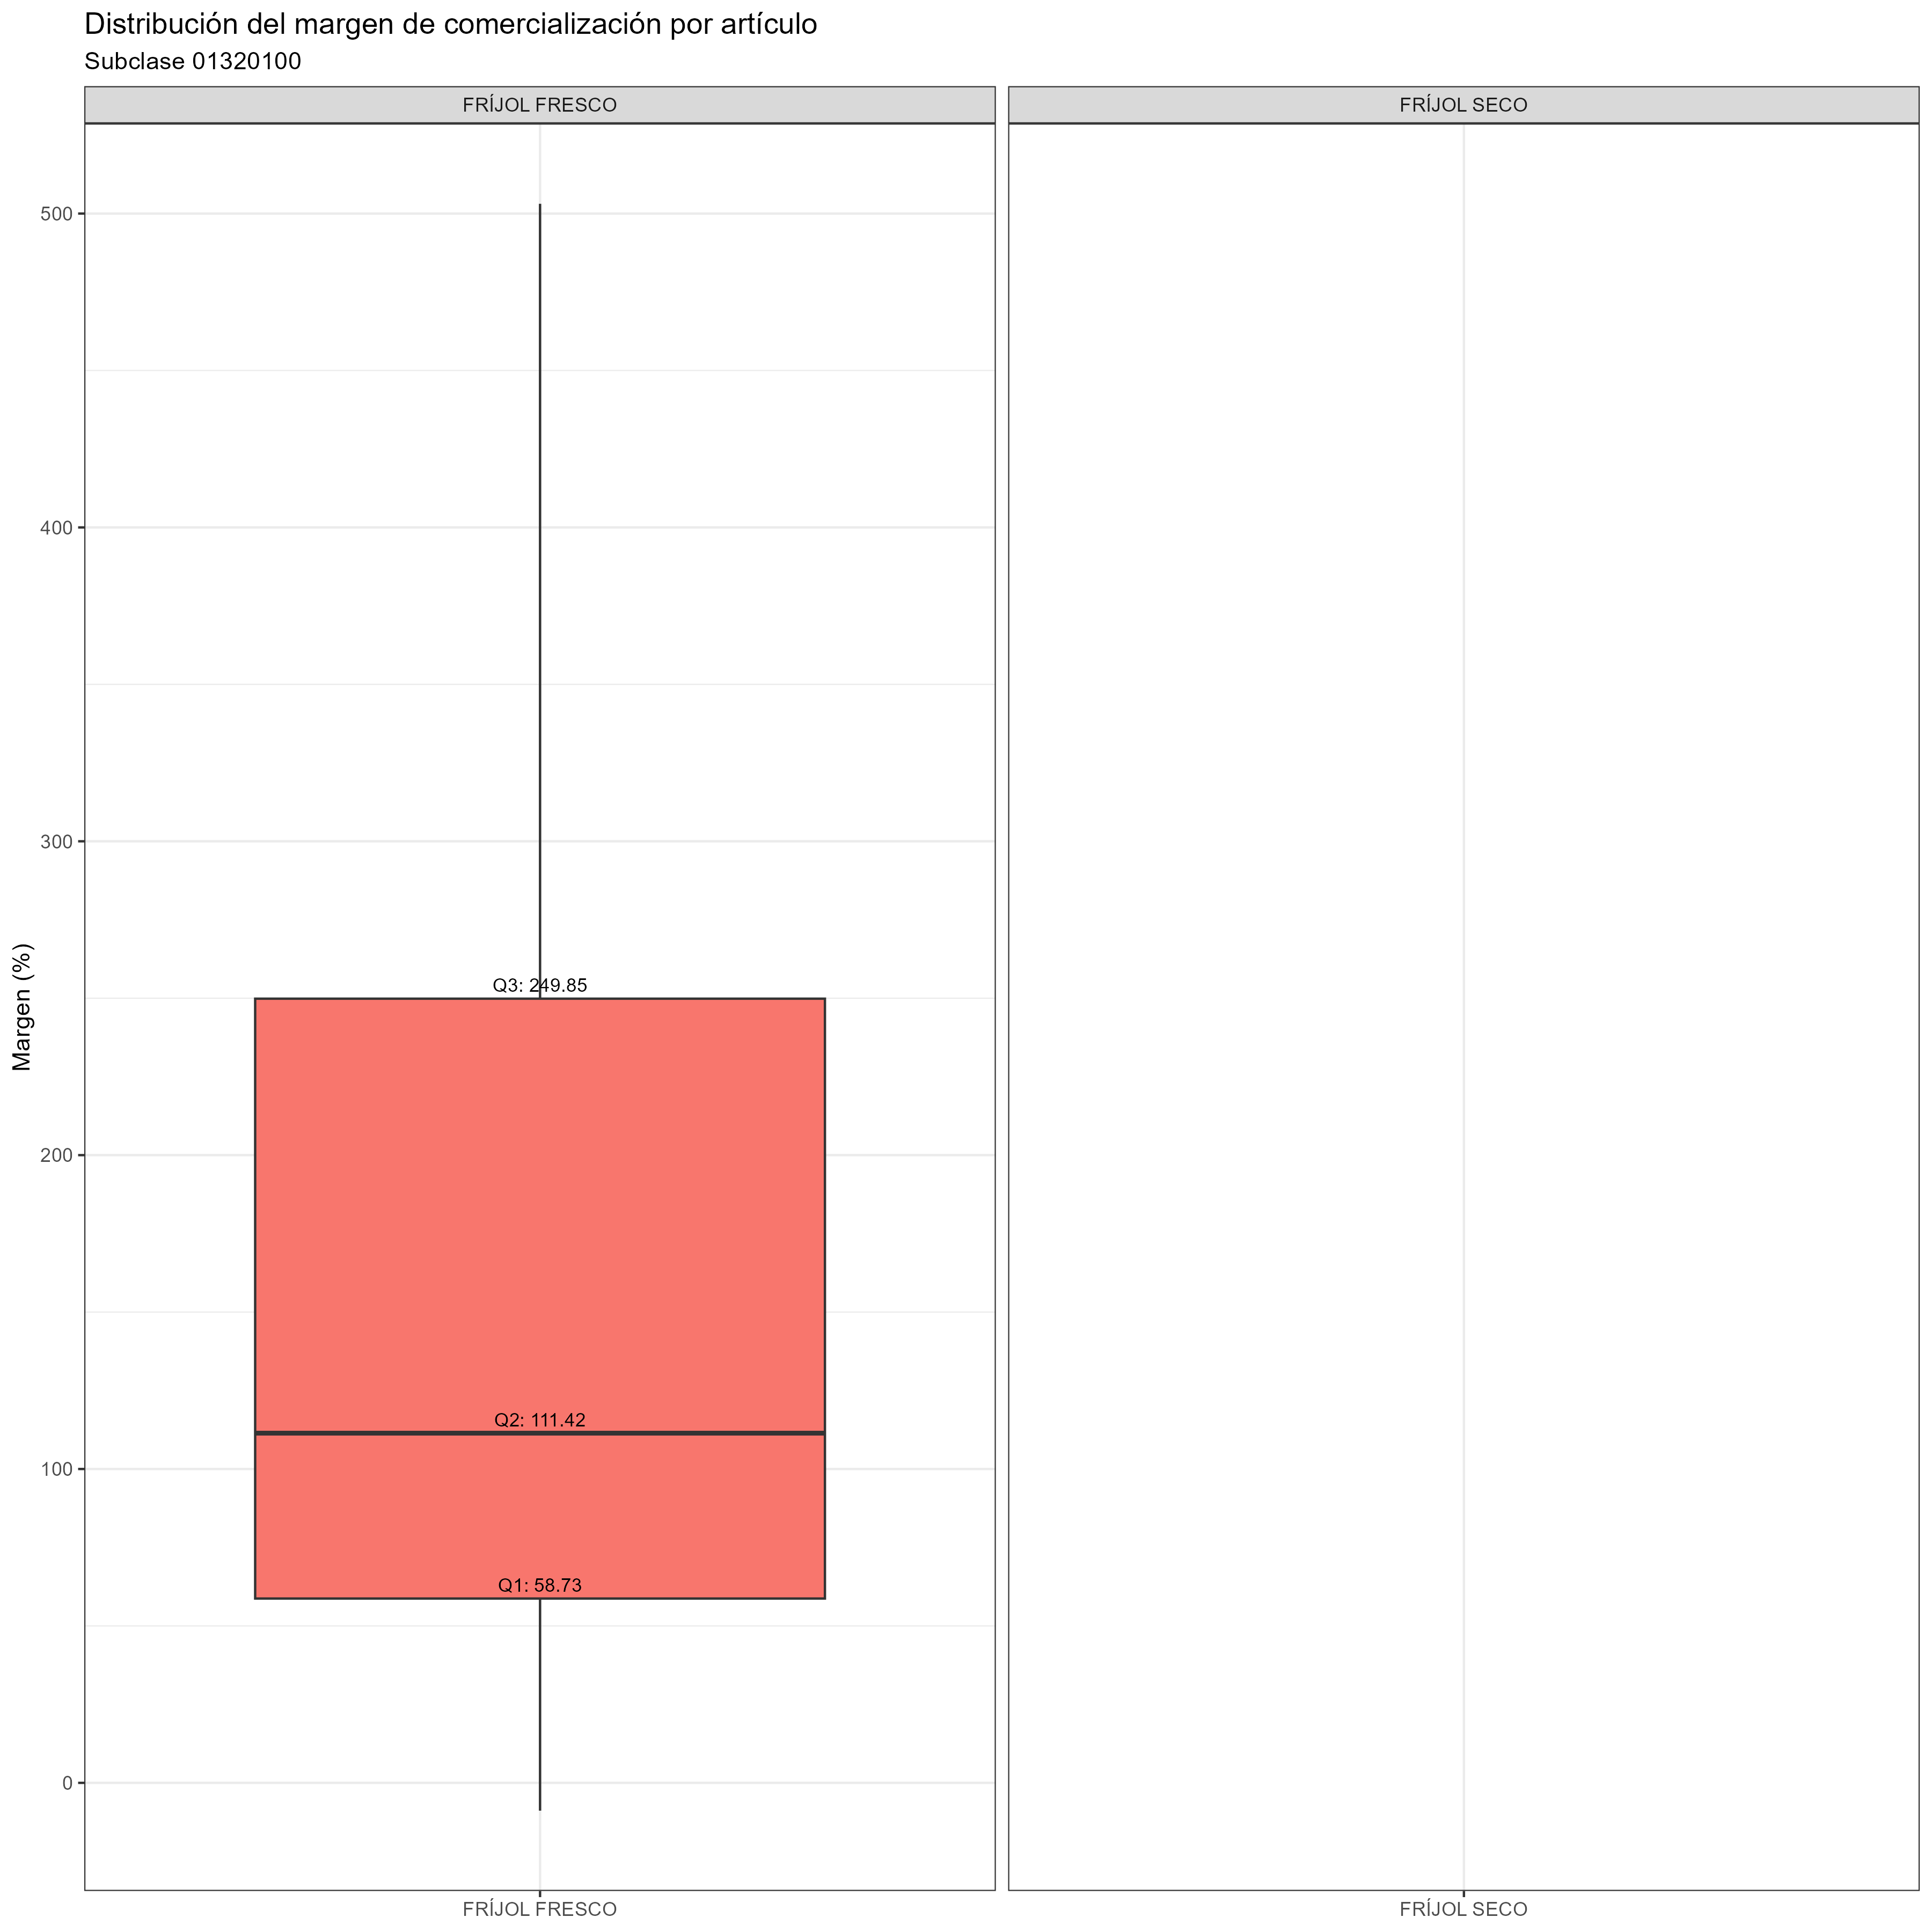 Distribución del margen de comercialización por artículo
Subclase 01320100
FRÍJOL FRESCO
FRÍJOL SECO
500
400
300
200
100
0
Margen (%)
Q3: 249.85
Q2: 111.42
Q1: 58.73
FRÍJOL FRESCO
FRÍJOL SECO